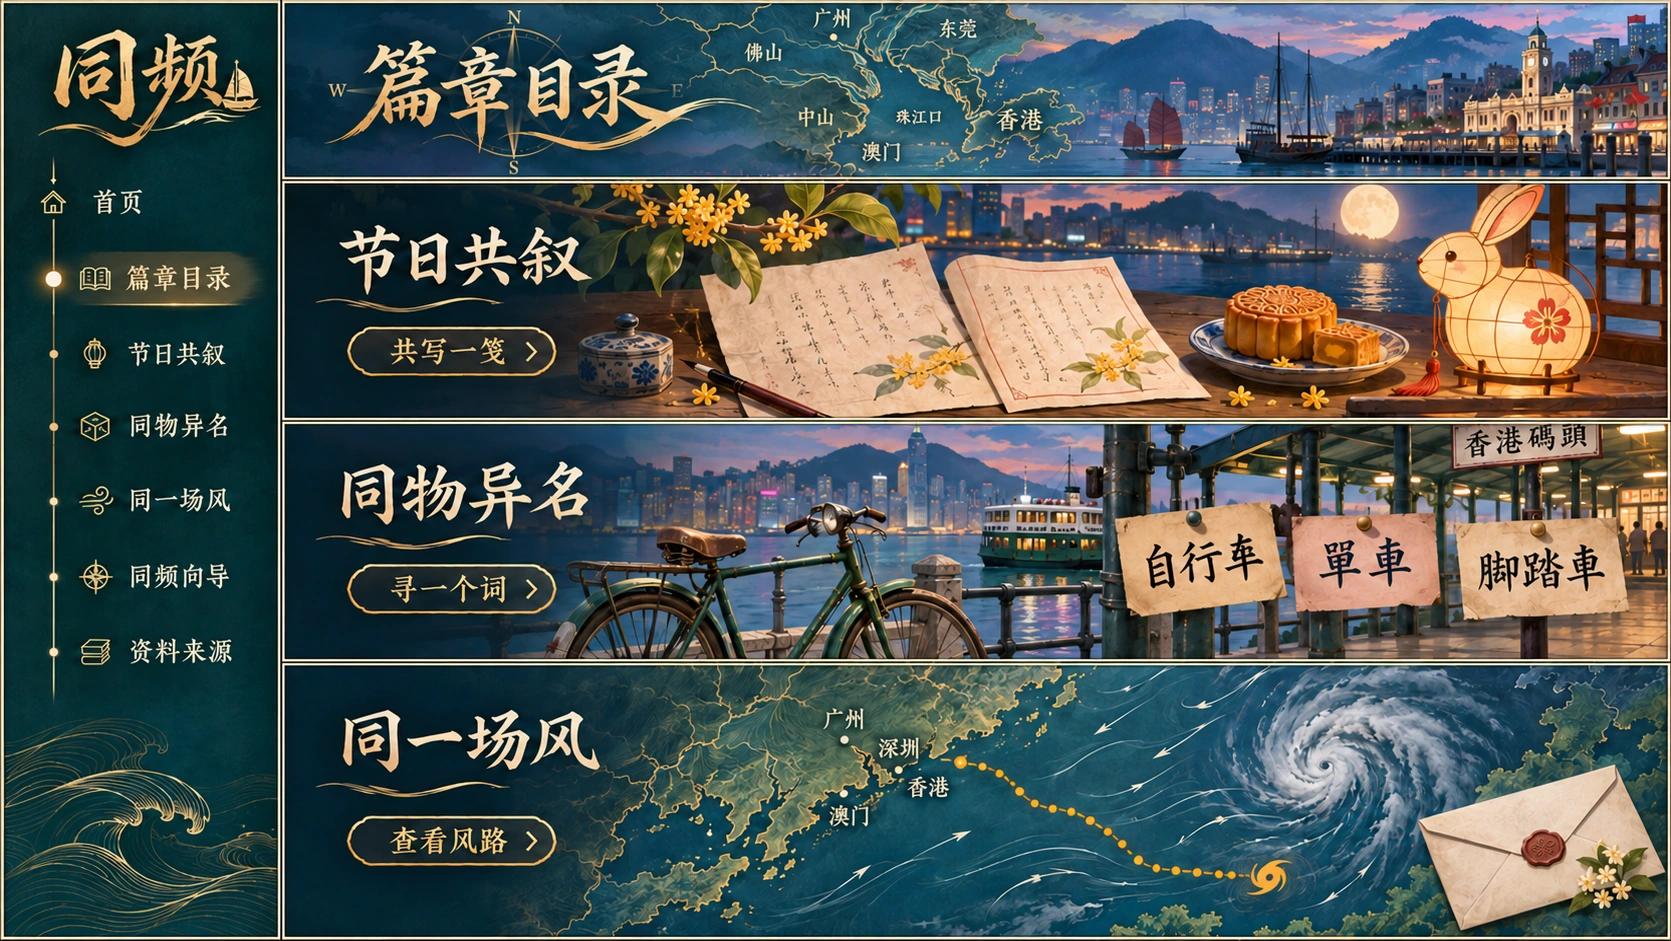 同频
首页
篇章目录
节日共叙
同物异名
同一场风
同频向导
资料来源
篇章目录
N
W
E
S
广州
东莞
佛山
中山
珠江口
香港
澳门
节日共叙
共写一笺
同物异名
寻一个词
香港碼頭
自行车
單車
脚踏車
同一场风
查看风路
广州
深圳
香港
澳门